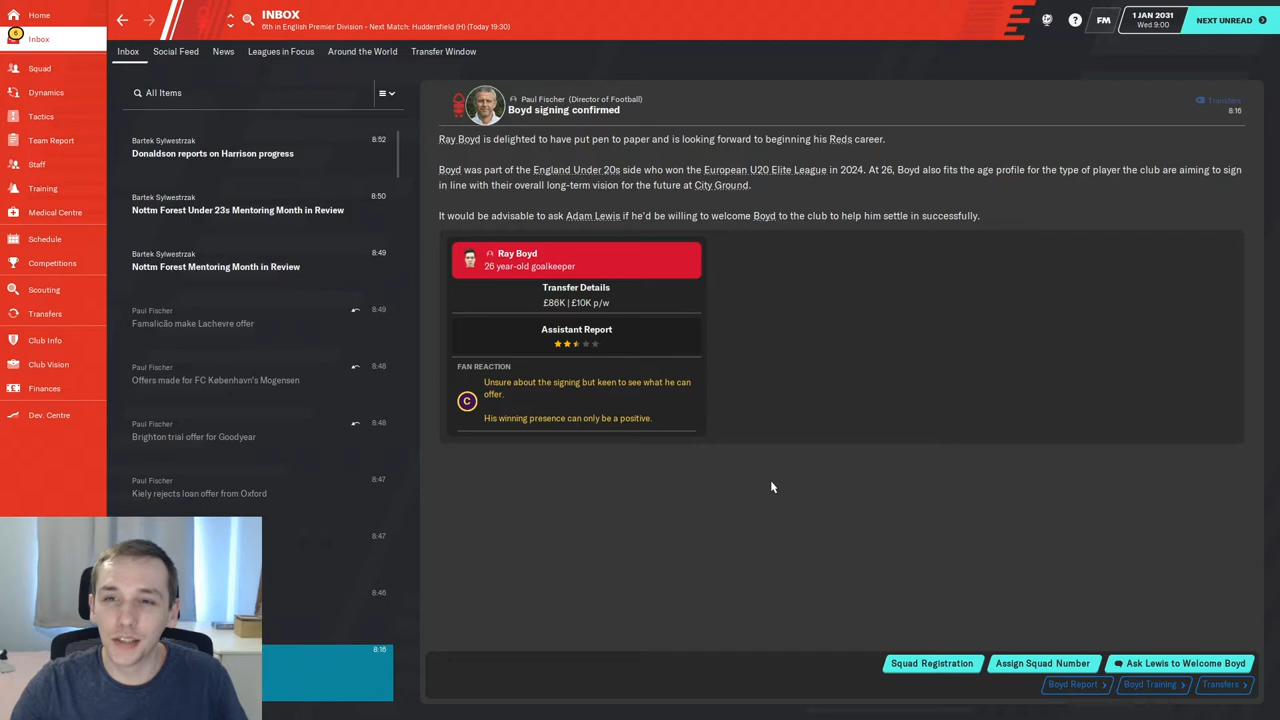 Home
INBOX
6th in English Premier Division - Next Match: Huddersfield (H) (Today 19:30)
FM
1 JAN 2031
Wed 9:00
NEXT UNREAD
6
Inbox
Squad
Dynamics
Tactics
Team Report
Staff
Training
Medical Centre
Schedule
Competitions
Scouting
Transfers
Club Info
Club Vision
Finances
Dev. Centre
Inbox
Social Feed
News
Leagues in Focus
Around the World
Transfer Window
All Items
Bartek Sylwestrzak
8:52
Donaldson reports on Harrison progress
Bartek Sylwestrzak
8:50
Nottm Forest Under 23s Mentoring Month in Review
Bartek Sylwestrzak
8:49
Nottm Forest Mentoring Month in Review
Paul Fischer
8:49
Famalicão make Lachevre offer
Paul Fischer
8:48
Offers made for FC København's Mogensen
Paul Fischer
8:48
Brighton trial offer for Goodyear
Paul Fischer
8:47
Kiely rejects loan offer from Oxford
8:47
8:46
8:16
Paul Fischer (Director of Football)
Boyd signing confirmed
Transfers
8:16
Ray Boyd is delighted to have put pen to paper and is looking forward to beginning his Reds career.
Boyd was part of the England Under 20s side who won the European U20 Elite League in 2024. At 26, Boyd also fits the age profile for the type of player the club are aiming to sign
in line with their overall long-term vision for the future at City Ground.
It would be advisable to ask Adam Lewis if he'd be willing to welcome Boyd to the club to help him settle in successfully.
Ray Boyd
26 year-old goalkeeper
Transfer Details
£86K | £10K p/w
Assistant Report
FAN REACTION
C
Unsure about the signing but keen to see what he can
offer.
His winning presence can only be a positive.
Squad Registration
Assign Squad Number
Ask Lewis to Welcome Boyd
Boyd Report
Boyd Training
Transfers